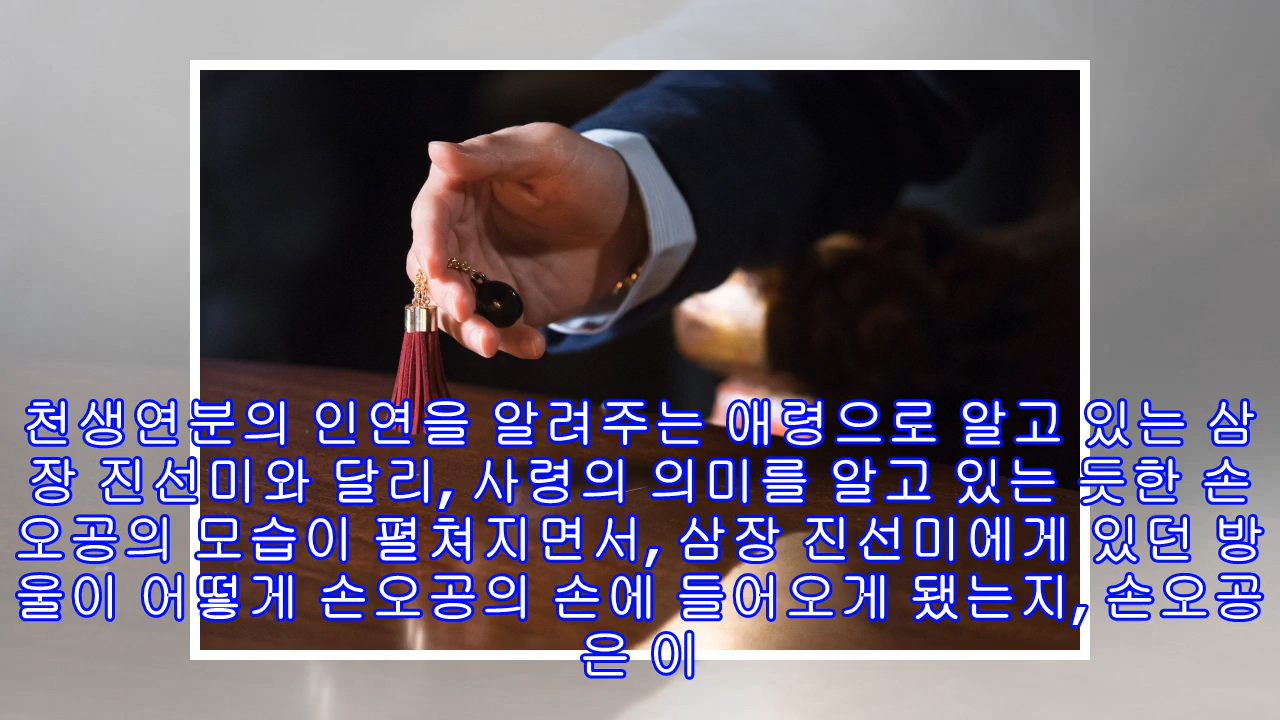 천생연분의 인연을 알려주는 애령으로 알고 있는 삼
장 진선미와 달리, 사령의 의미를 알고 있는 듯한 손
오공의 모습이 펼쳐지면서, 삼장 진선미에게 있던 방
울이 어떻게 손오공의 손에 들어오게 됐는지, 손오공
은 이